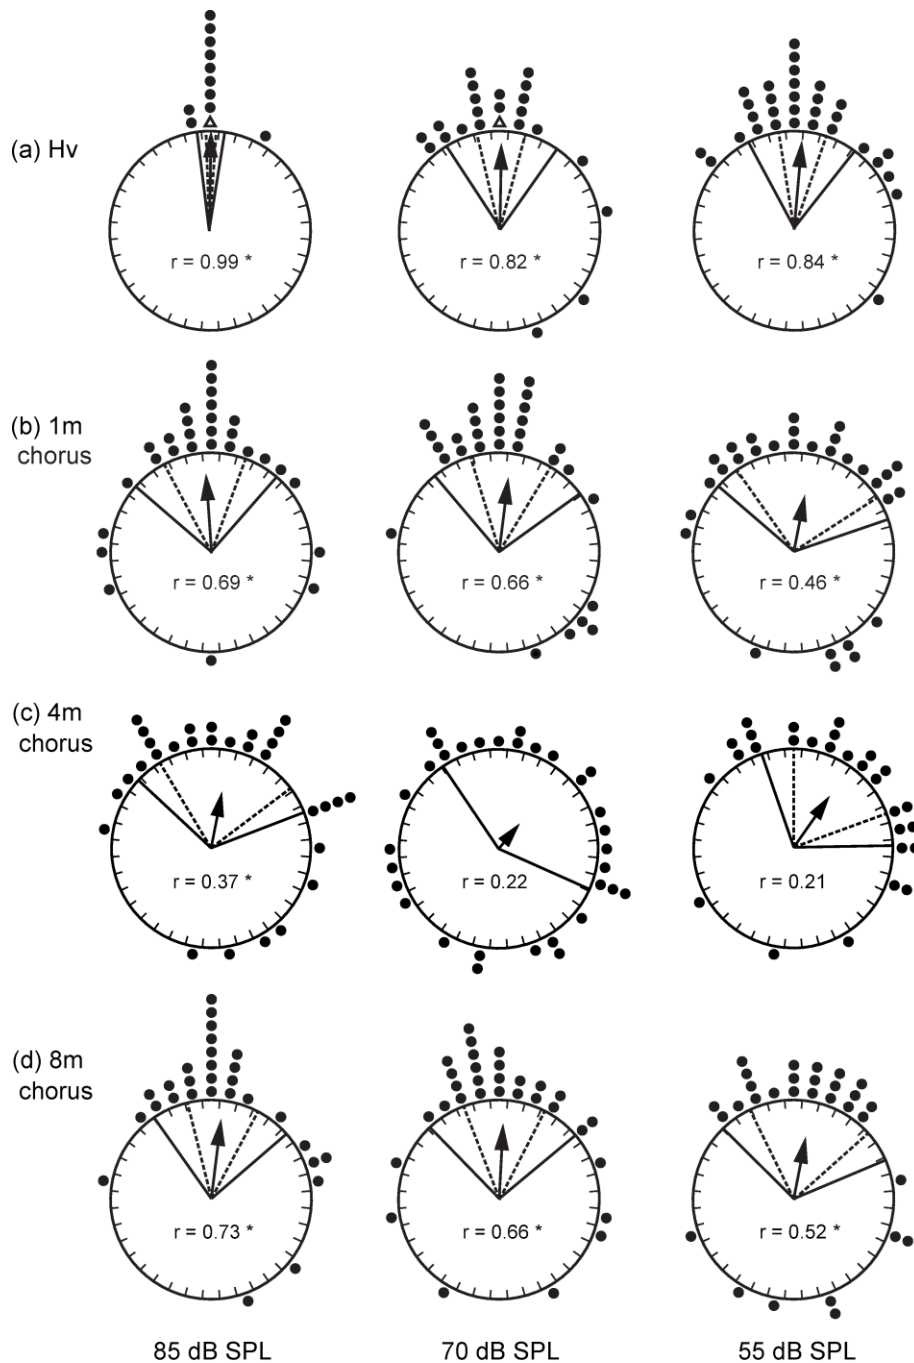 (a) Hv
r = 0.99 *
r = 0.82 *
r = 0.84 *
(b) 1m
chorus
r = 0.69 *
r = 0.66 *
r = 0.46 *
(c) 4m
chorus
r = 0.37 *
r = 0.22
r = 0.21
(d) 8m
chorus
r = 0.73 *
r = 0.66 *
r = 0.52 *
85 dB SPL
70 dB SPL
55 dB SPL